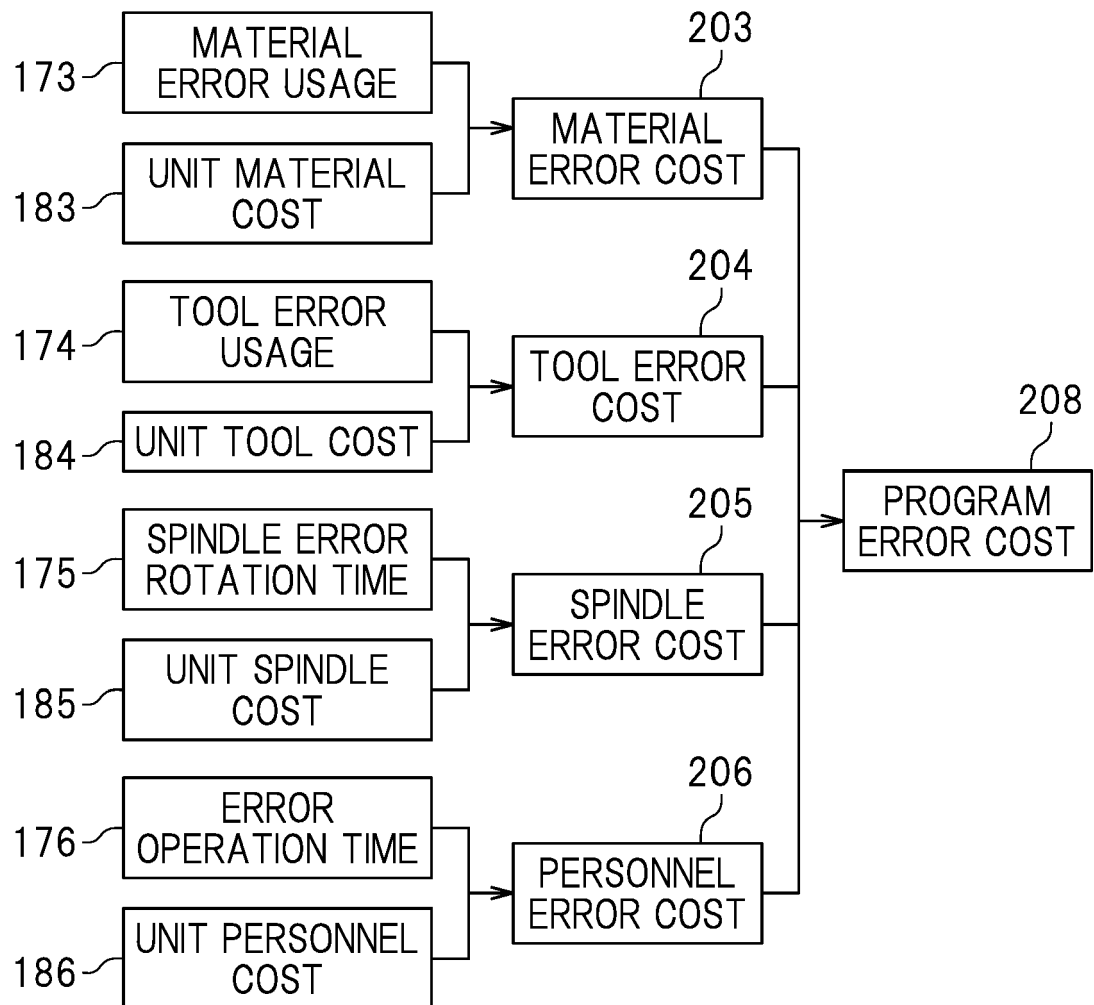 173
MATERIAL
ERROR USAGE
183
UNIT MATERIAL
COST
203
MATERIAL
ERROR COST
174
TOOL ERROR
USAGE
184
UNIT TOOL COST
204
TOOL ERROR
COST
175
SPINDLE ERROR
ROTATION TIME
185
UNIT SPINDLE
COST
205
SPINDLE
ERROR COST
176
ERROR
OPERATION TIME
186
UNIT PERSONNEL
COST
206
PERSONNEL
ERROR COST
208
PROGRAM
ERROR COST